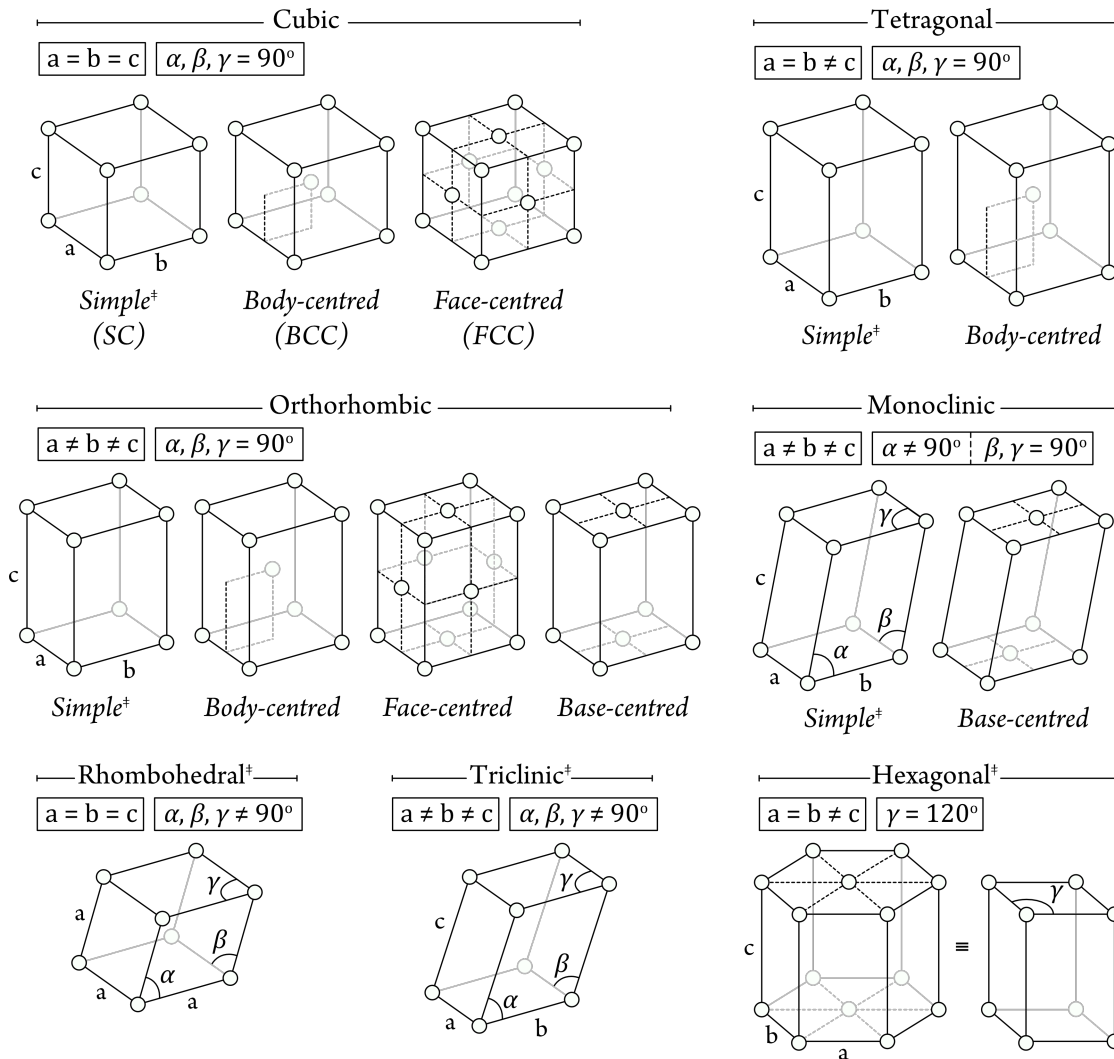 Cubic
a = b = c α, β, γ = 90°
c
a
b
Simple‡
(SC)
Body-centred
(BCC)
Face-centred
(FCC)
Tetragonal
a = b ≠ c α, β, γ = 90°
c
a
b
Simple‡
Body-centred
Orthorhombic
a ≠ b ≠ c α, β, γ = 90°
c
a
b
Simple‡
Body-centred
Face-centred
Base-centred
Monoclinic
a ≠ b ≠ c α ≠ 90° β, γ = 90°
γ
c
β
α
a
b
Simple‡
Base-centred
Rhombohedral‡
a = b = c α, β, γ ≠ 90°
γ
a
β
α
a
a
Triclinic‡
a ≠ b ≠ c α, β, γ ≠ 90°
γ
c
β
α
a
b
Hexagonal‡
a = b ≠ c γ = 120°
c
b
a
≡
γ